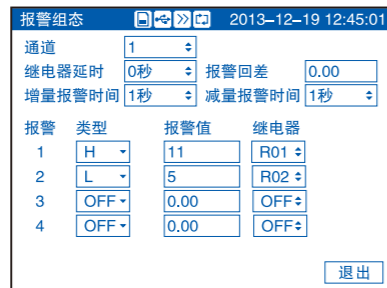 报警组态 2013-12-19 12:45:01
通道 1
继电器延时 0秒 报警回差 0.00
增量报警时间 1秒 减量报警时间 1秒
报警 类型 报警值 继电器
1 H 11 R01
2 L 5 R02
3 OFF 0.00 OFF
4 OFF 0.00 OFF
退出